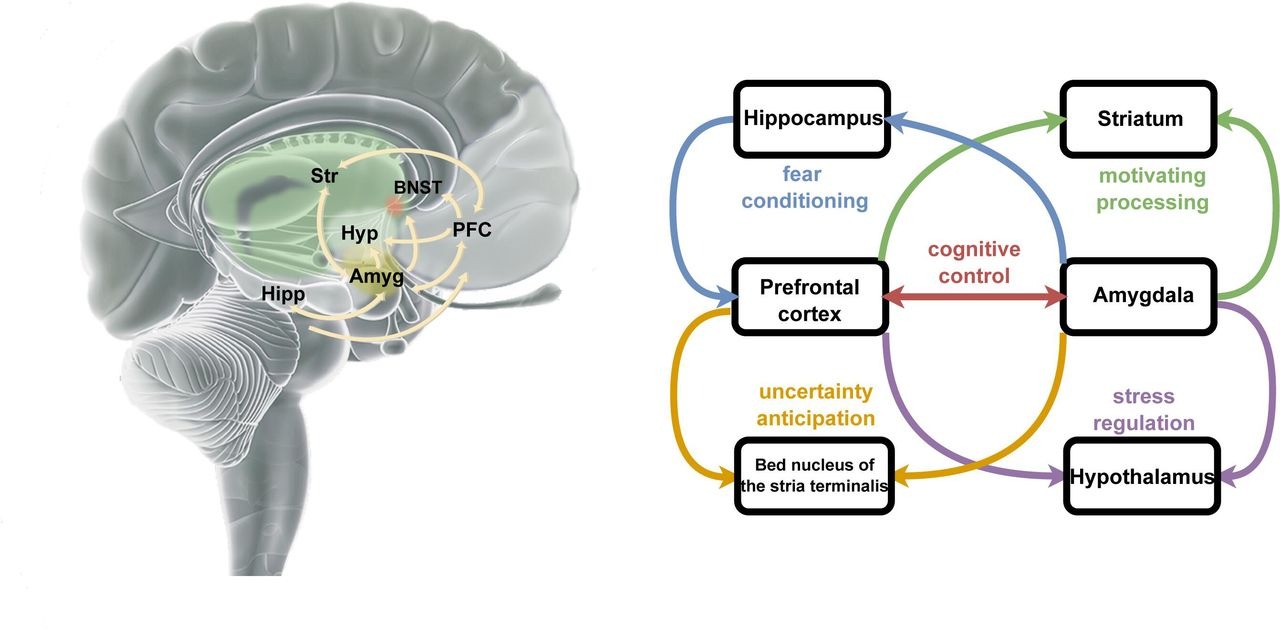 Str
BNST
Hyp
PFC
Amyg
Hipp
Hippocampus
Striatum
fear
conditioning
motivating
processing
cognitive
control
Prefrontal
cortex
Amygdala
uncertainty
anticipation
stress
regulation
Bed nucleus of
the stria terminalis
Hypothalamus